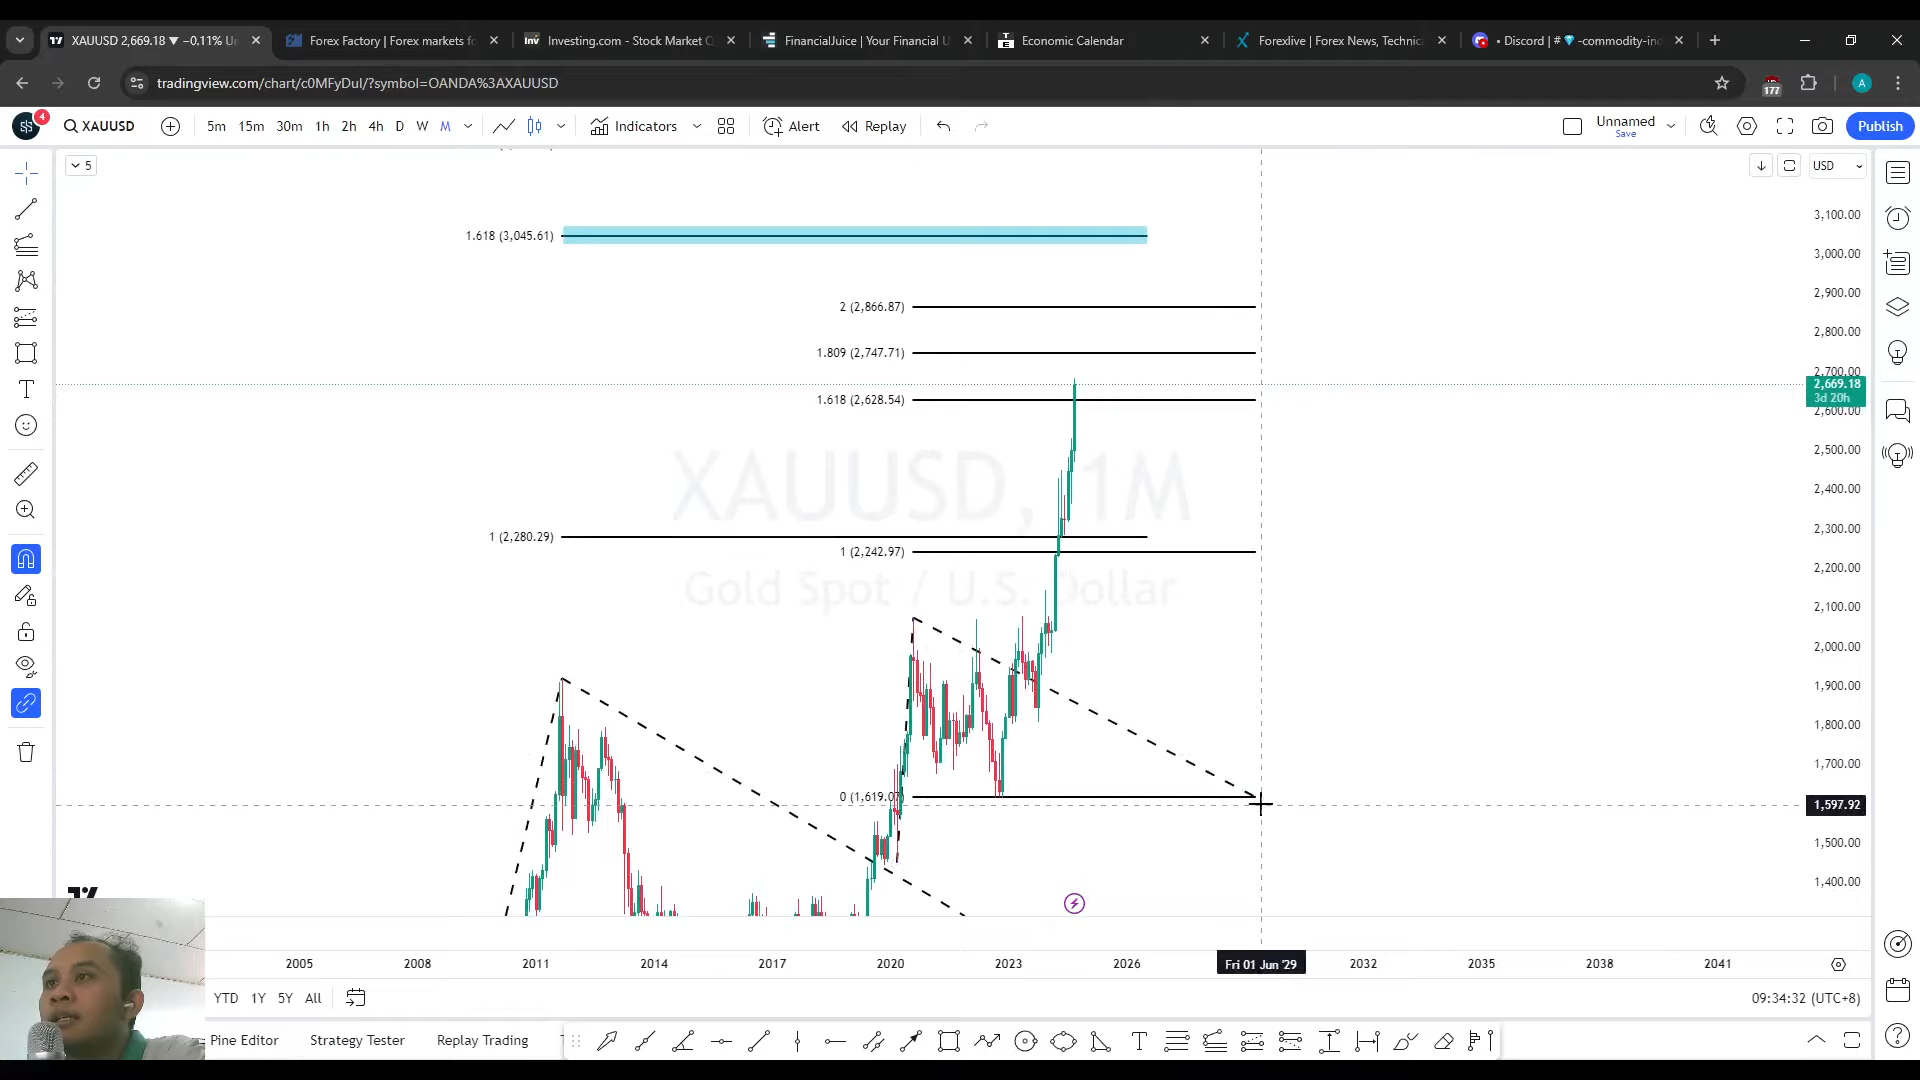 XAUUSD 2,669.18 ▼ −0.11% Un
Forex Factory | Forex markets fo
Investing.com - Stock Market Q
FinancialJuice | Your Financial U
Economic Calendar
Forexlive | Forex News, Technic
• Discord | # 💎 -commodity-ind
tradingview.com/chart/c0MFyDuI/?symbol=OANDA%3AXAUUSD
177
A
4
XAUUSD
5m 15m 30m 1h 2h 4h D W M
Indicators
Alert
Replay
Unnamed
Save
Publish
5
USD
1.618 (3,045.61)
2 (2,866.87)
1.809 (2,747.71)
1.618 (2,628.54)
1 (2,280.29)
1 (2,242.97)
0 (1,619.07)
XAUUSD, 1M
Gold Spot / U.S. Dollar
3,100.00
3,000.00
2,900.00
2,800.00
2,700.00
2,669.18
3d 20h
2,600.00
2,500.00
2,400.00
2,300.00
2,200.00
2,100.00
2,000.00
1,900.00
1,800.00
1,700.00
1,597.92
1,500.00
1,400.00
2005 2008 2011 2014 2017 2020 2023 2026 Fri 01 Jun '29 2032 2035 2038 2041
YTD 1Y 5Y All
09:34:32 (UTC+8)
Pine Editor Strategy Tester Replay Trading